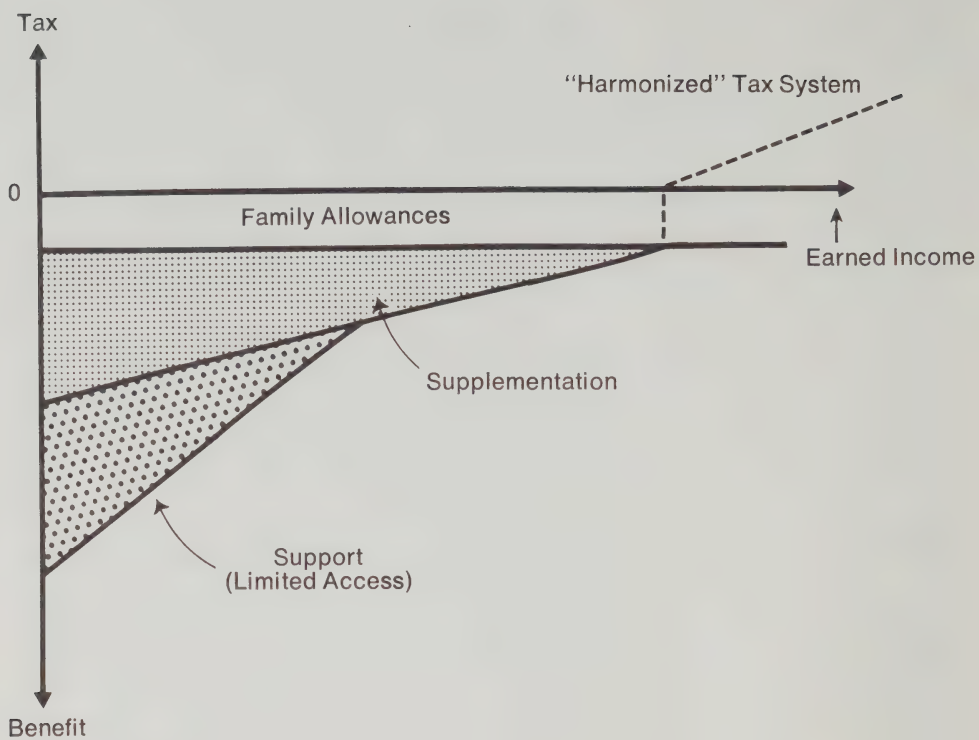 Tax
"Harmonized" Tax System
0
Family Allowances
Earned Income
Supplementation
Support
(Limited Access)
Benefit